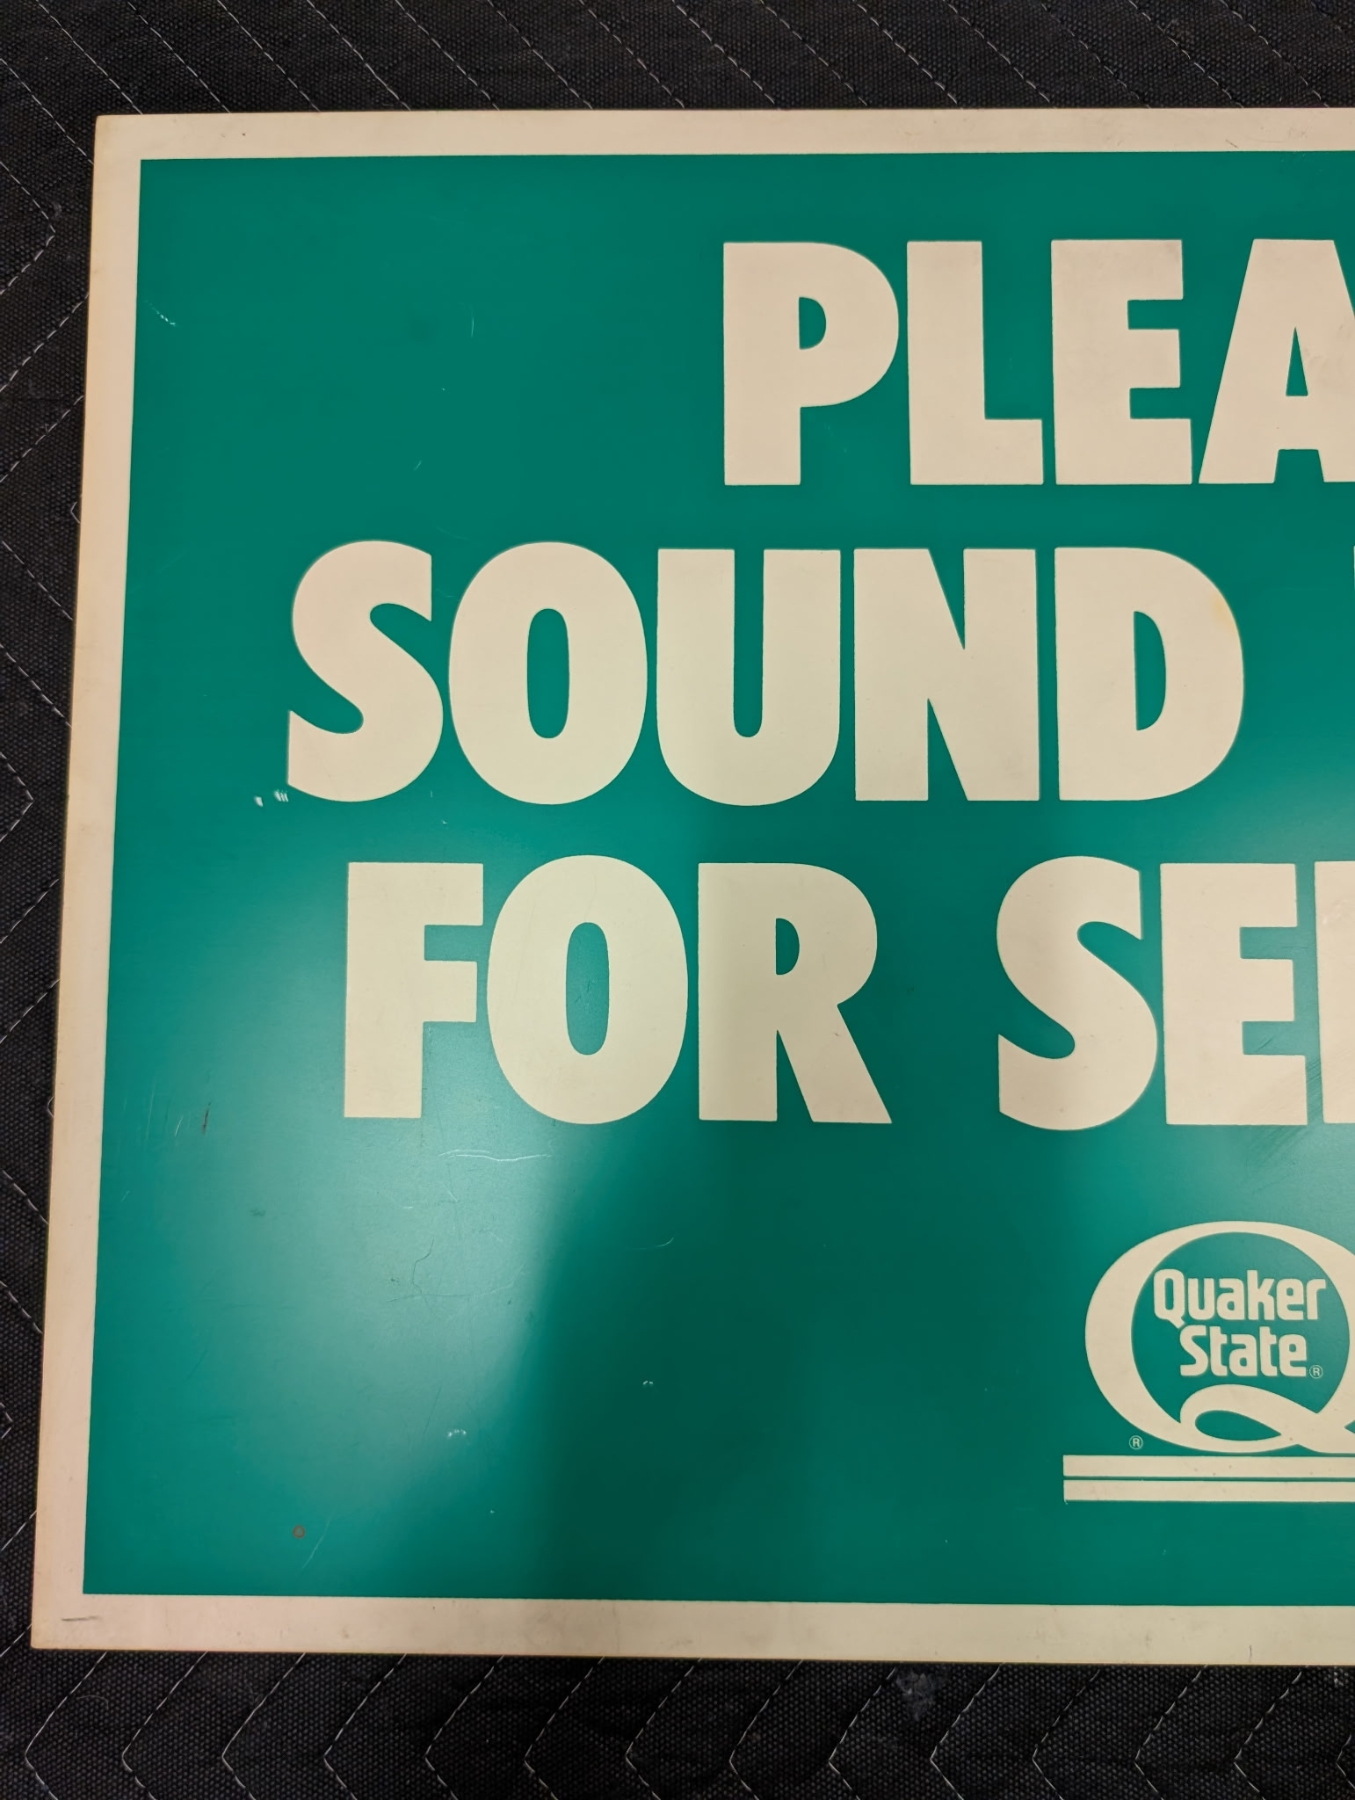 PLEA
SOUND
FOR SE
Quaker
State®
®